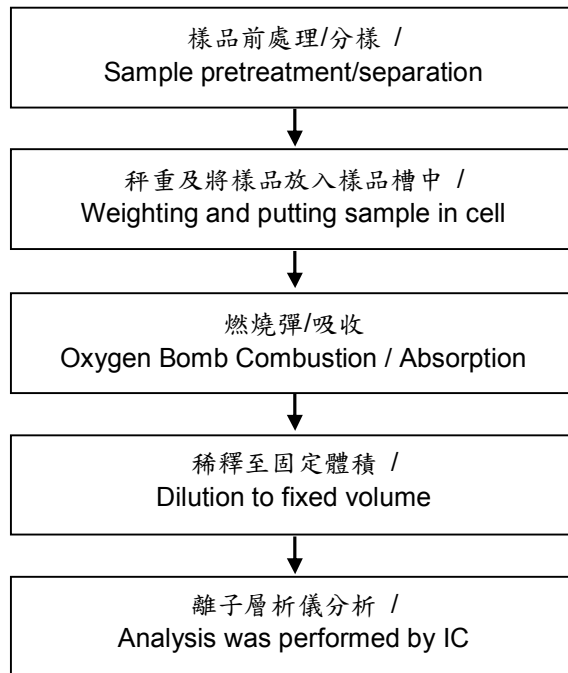 樣品前處理/分樣 /
Sample pretreatment/separation
秤重及將樣品放入樣品槽中 /
Weighting and putting sample in cell
燃燒彈/吸收
Oxygen Bomb Combustion / Absorption
稀釋至固定體積 /
Dilution to fixed volume
離子層析儀分析 /
Analysis was performed by IC